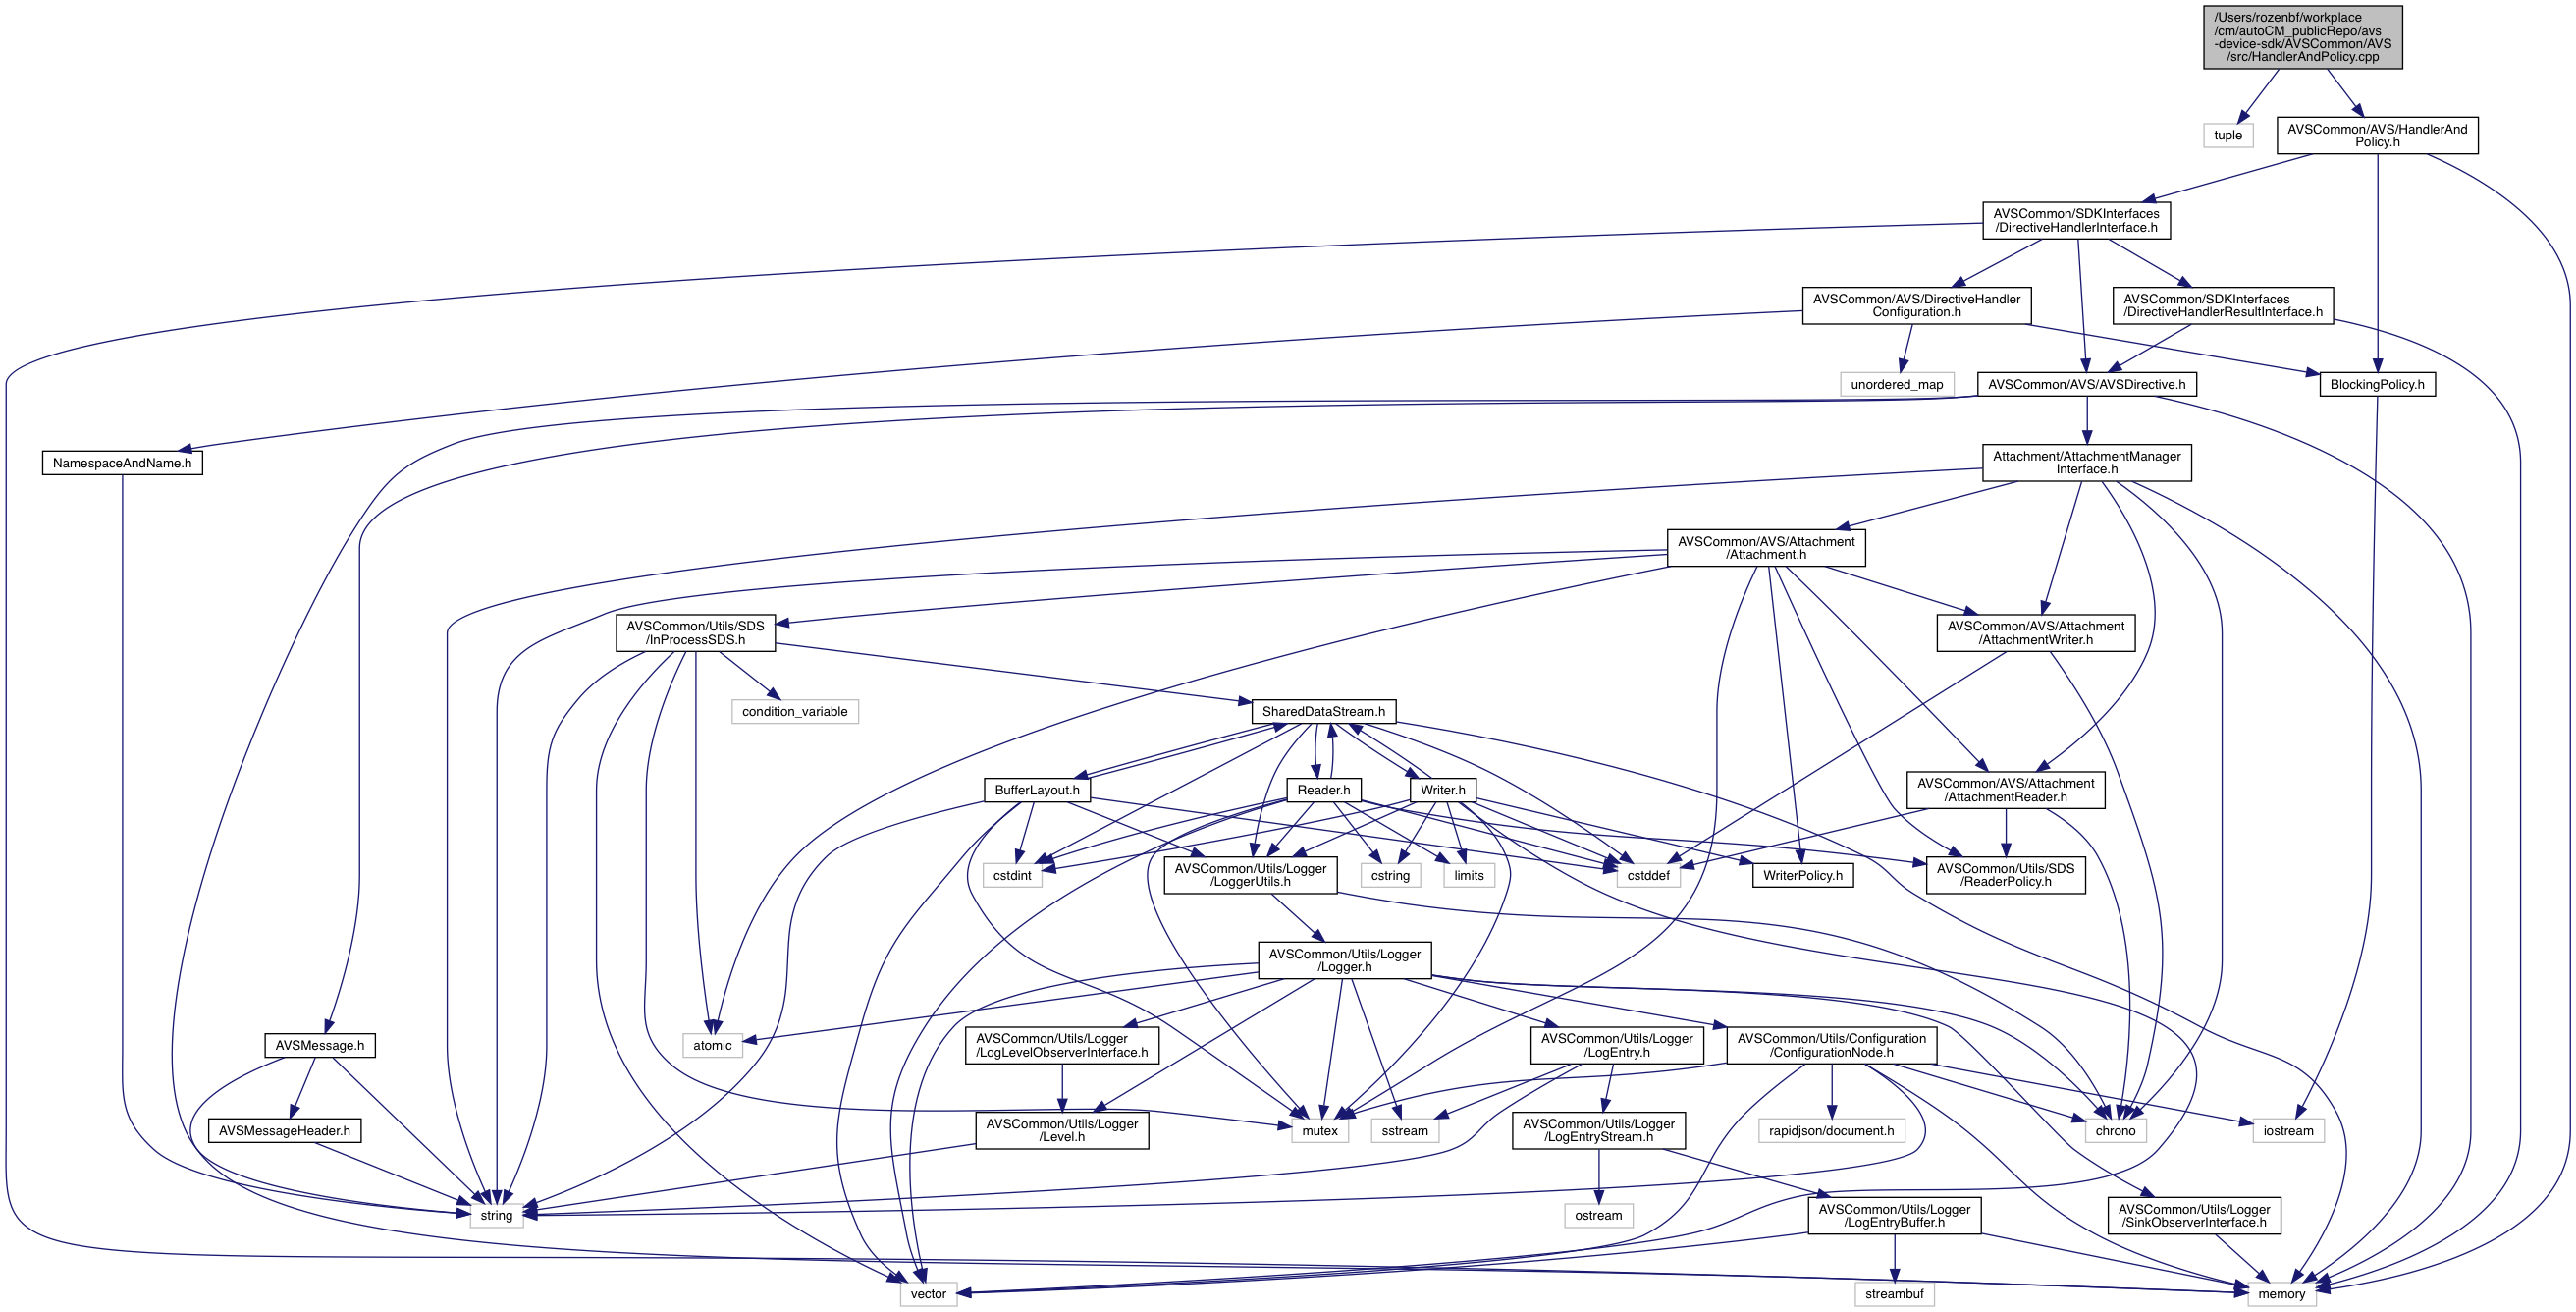 /Users/rozenbf/workplace
/cm/autoCM_publicRepo/avs
-device-sdk/AVSCommon/AVS
/src/HandlerAndPolicy.cpp
tuple
AVSCommon/AVS/HandlerAnd
Policy.h
AVSCommon/SDKInterfaces
/DirectiveHandlerInterface.h
AVSCommon/AVS/DirectiveHandler
Configuration.h
AVSCommon/SDKInterfaces
/DirectiveHandlerResultInterface.h
unordered_map
AVSCommon/AVS/AVSDirective.h
BlockingPolicy.h
NamespaceAndName.h
Attachment/AttachmentManager
Interface.h
AVSCommon/AVS/Attachment
/Attachment.h
AVSCommon/Utils/SDS
/InProcessSDS.h
AVSCommon/AVS/Attachment
/AttachmentWriter.h
condition_variable
SharedDataStream.h
BufferLayout.h
Reader.h
Writer.h
AVSCommon/AVS/Attachment
/AttachmentReader.h
cstdint
AVSCommon/Utils/Logger
/LoggerUtils.h
cstring
limits
cstddef
WriterPolicy.h
AVSCommon/Utils/SDS
/ReaderPolicy.h
AVSCommon/Utils/Logger
/Logger.h
AVSMessage.h
atomic
AVSCommon/Utils/Logger
/LogLevelObserverInterface.h
AVSCommon/Utils/Logger
/LogEntry.h
AVSCommon/Utils/Configuration
/ConfigurationNode.h
AVSMessageHeader.h
AVSCommon/Utils/Logger
/Level.h
mutex
sstream
AVSCommon/Utils/Logger
/LogEntryStream.h
rapidjson/document.h
chrono
iostream
string
ostream
AVSCommon/Utils/Logger
/LogEntryBuffer.h
AVSCommon/Utils/Logger
/SinkObserverInterface.h
vector
streambuf
memory